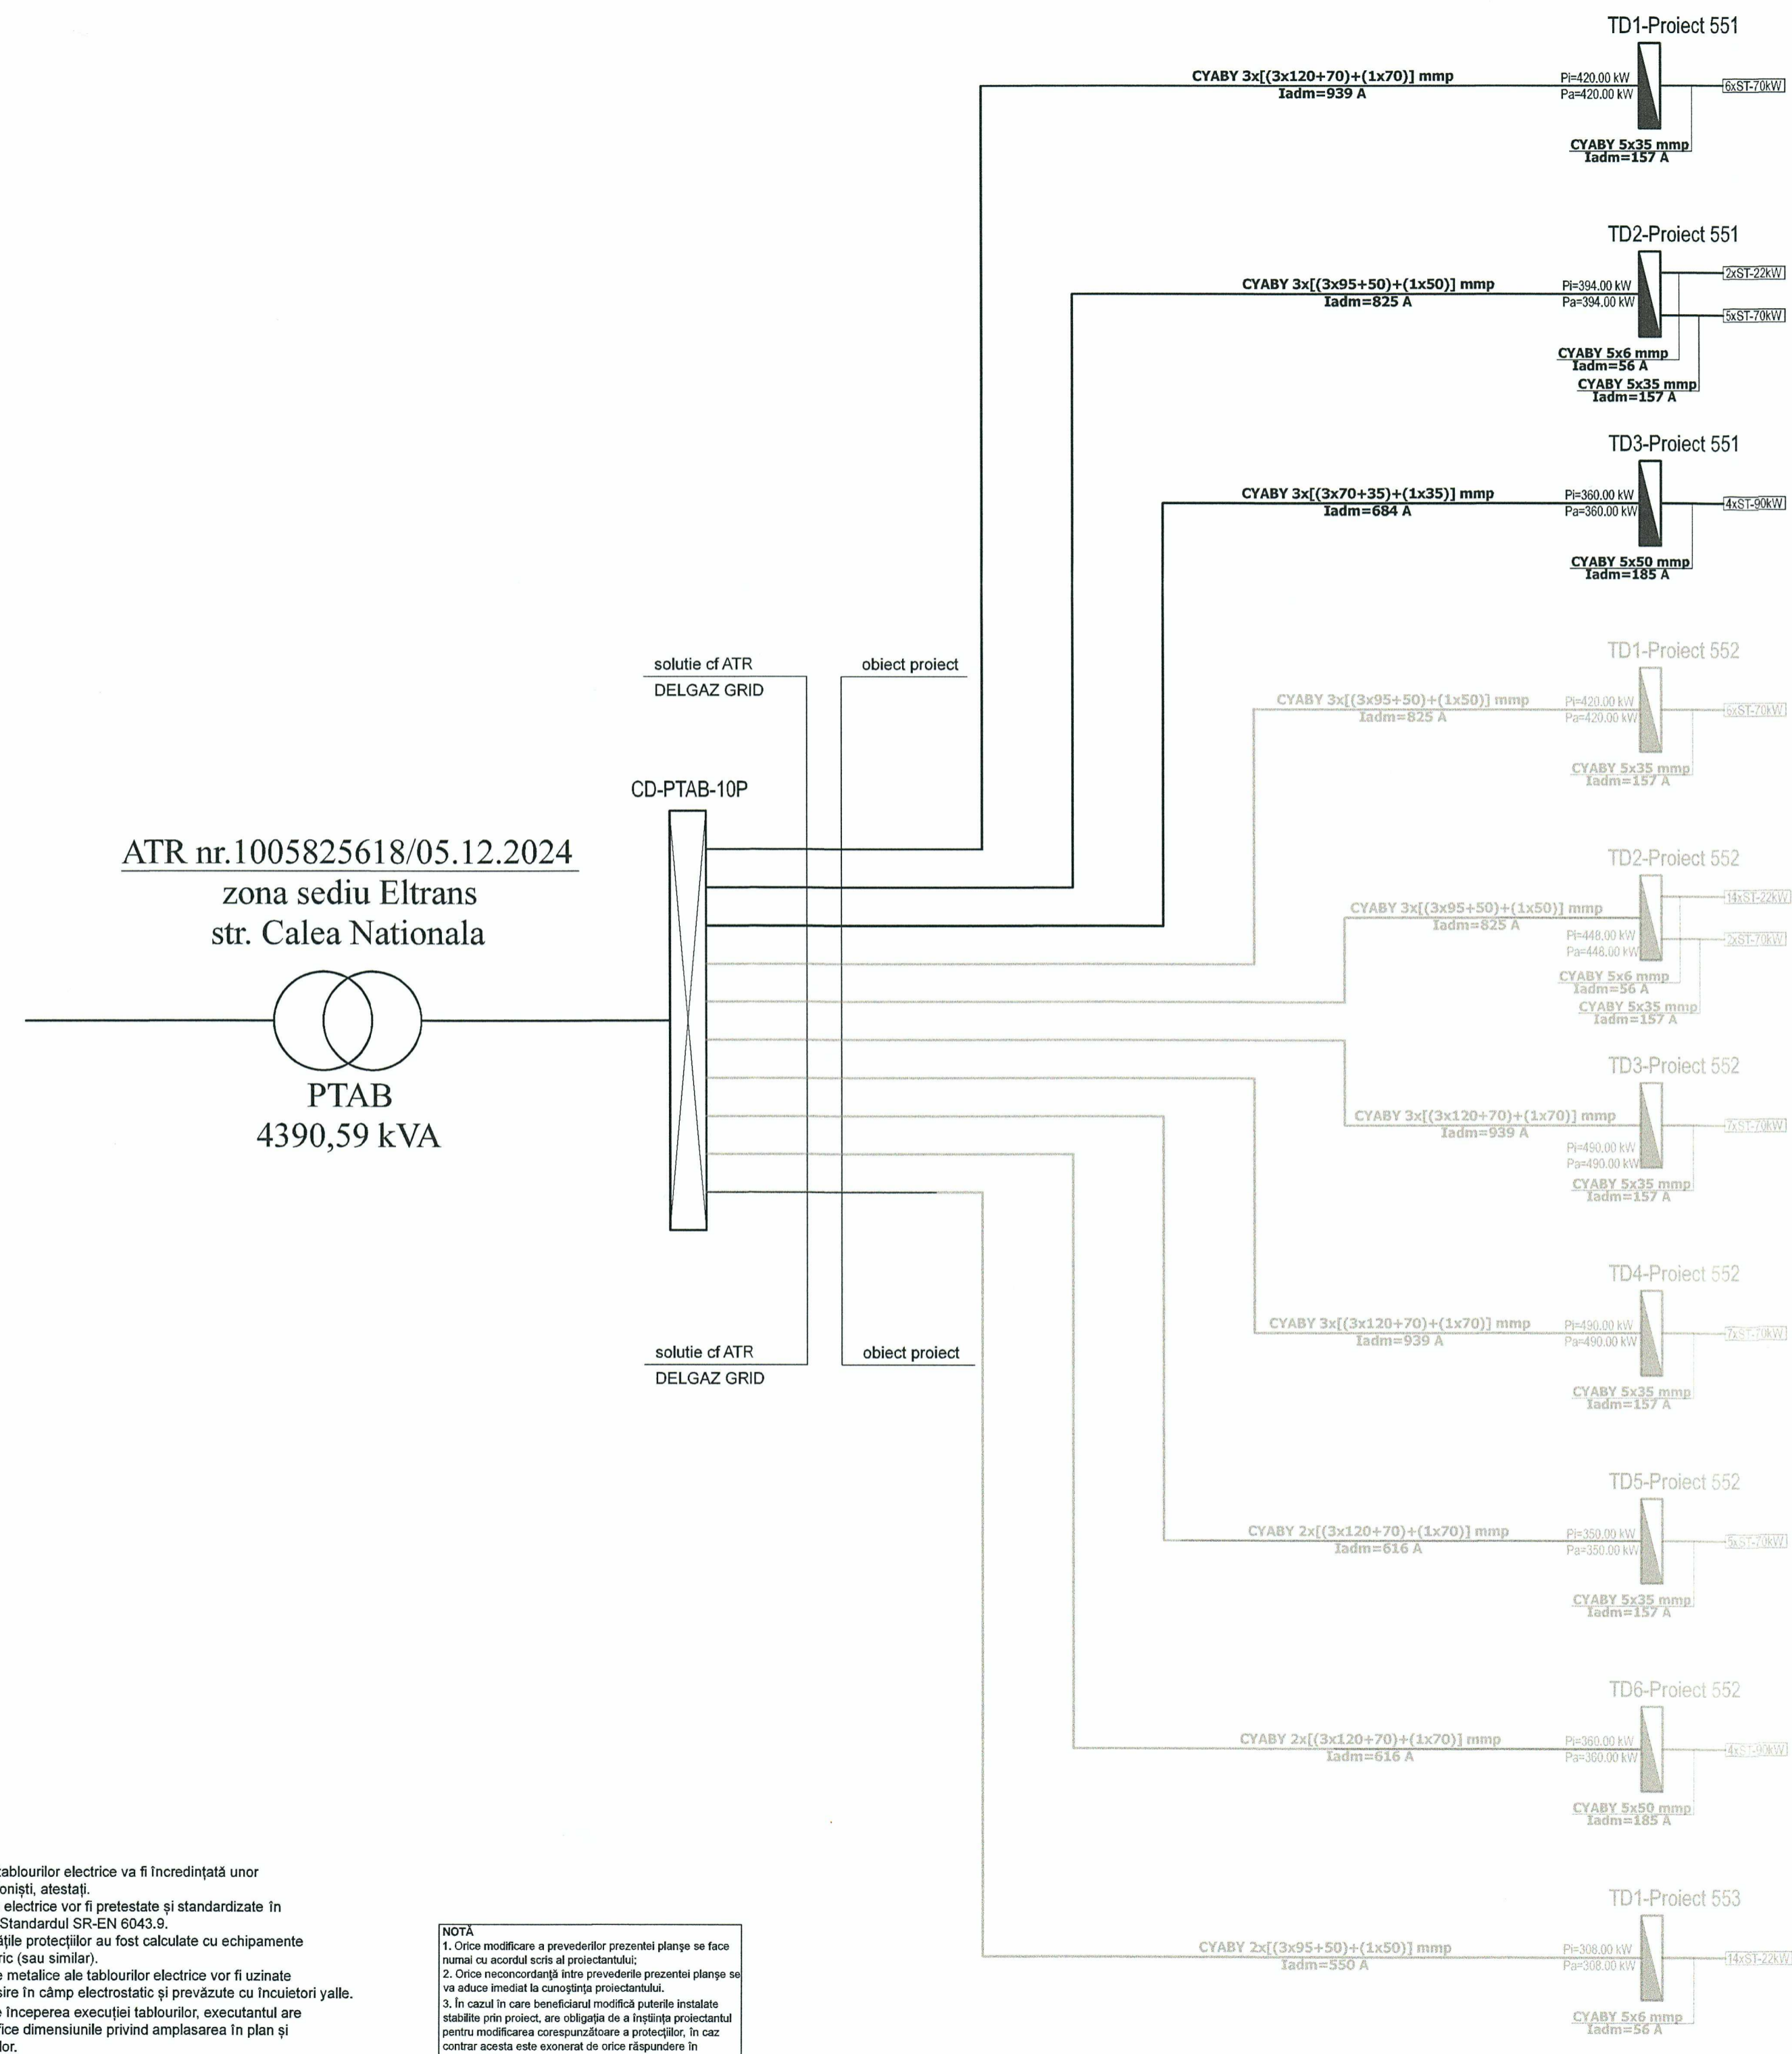 TD1-Proiect 551
CYABY 3x[(3x120+70)+(1x70)] mmp
Iadm=939 A
Pi=420.00 kW
Pa=420.00 kW
6xST-70kW
CYABY 5x35 mmp
Iadm=157 A
TD2-Proiect 551
CYABY 3x[(3x95+50)+(1x50)] mmp
Iadm=825 A
Pi=394.00 kW
Pa=394.00 kW
2xST-22kW
5xST-70kW
CYABY 5x6 mmp
Iadm=56 A
CYABY 5x35 mmp
Iadm=157 A
TD3-Proiect 551
CYABY 3x[(3x70+35)+(1x35)] mmp
Iadm=684 A
Pi=360.00 kW
Pa=360.00 kW
4xST-90kW
CYABY 5x50 mmp
Iadm=185 A
solutie cf ATR
DELGAZ GRID
obiect proiect
TD1-Proiect 552
CYABY 3x[(3x95+50)+(1x50)] mmp
Iadm=825 A
Pi=420.00 kW
Pa=420.00 kW
6xST-70kW
CYABY 5x35 mmp
Iadm=157 A
CD-PTAB-10P
ATR nr.1005825618/05.12.2024
zona sediu Eltrans
str. Calea Nationala
PTAB
4390,59 kVA
TD2-Proiect 552
CYABY 3x[(3x95+50)+(1x50)] mmp
Iadm=825 A
Pi=448.00 kW
Pa=448.00 kW
14xST-22kW
2xST-70kW
CYABY 5x6 mmp
Iadm=56 A
CYABY 5x35 mmp
Iadm=157 A
TD3-Proiect 552
CYABY 3x[(3x120+70)+(1x70)] mmp
Iadm=939 A
Pi=490.00 kW
Pa=490.00 kW
7xST-70kW
CYABY 5x35 mmp
Iadm=157 A
TD4-Proiect 552
CYABY 3x[(3x120+70)+(1x70)] mmp
Iadm=939 A
Pi=490.00 kW
Pa=490.00 kW
7xST-70kW
CYABY 5x35 mmp
Iadm=157 A
solutie cf ATR
DELGAZ GRID
obiect proiect
TD5-Proiect 552
CYABY 2x[(3x120+70)+(1x70)] mmp
Iadm=616 A
Pi=350.00 kW
Pa=350.00 kW
5xST-70kW
CYABY 5x35 mmp
Iadm=157 A
TD6-Proiect 552
CYABY 2x[(3x120+70)+(1x70)] mmp
Iadm=616 A
Pi=360.00 kW
Pa=360.00 kW
4xST-90kW
CYABY 5x50 mmp
Iadm=185 A
TD1-Proiect 553
CYABY 2x[(3x95+50)+(1x50)] mmp
Iadm=550 A
Pi=308.00 kW
Pa=308.00 kW
14xST-22kW
CYABY 5x6 mmp
Iadm=56 A
tablourilor electrice va fi încredințată unor
oniști, atestați.
electrice vor fi pretestate și standardizate în
Standardul SR-EN 6043.9.
ățile protecțiilor au fost calculate cu echipamente
ric (sau similar).
e metalice ale tablourilor electrice vor fi uzinate
sire în câmp electrostatic și prevăzute cu încuietori yalle.
e începerea execuției tablourilor, executantul are
fice dimensiunile privind amplasarea în plan și
lor.
NOTĂ
1. Orice modificare a prevederilor prezentei planşe se face
numai cu acordul scris al proiectantului;
2. Orice neconcordanţă între prevederile prezentei planşe se
va aduce imediat la cunoştinţa proiectantului.
3. În cazul în care beneficiarul modifică puterile instalate
stabilite prin proiect, are obligaţia de a înştiinţa proiectantul
pentru modificarea corespunzătoare a protecţiilor, în caz
contrar acesta este exonerat de orice răspundere în